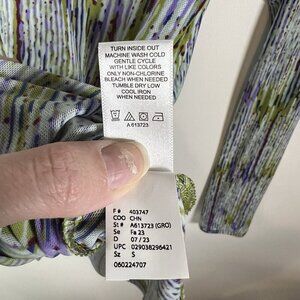 TURN INSIDE OUT
MACHINE WASH COLD
GENTLE CYCLE
WITH LIKE COLORS
ONLY NON-CHLORINE
BLEACH WHEN NEEDED
TUMBLE DRY LOW
COOL IRON
WHEN NEEDED
A 613723
F # 403747
COO CHN
St # A613723 (GRO)
Se Fa 23
D 07 / 23
UPC 029038296421
Sz S
060224707